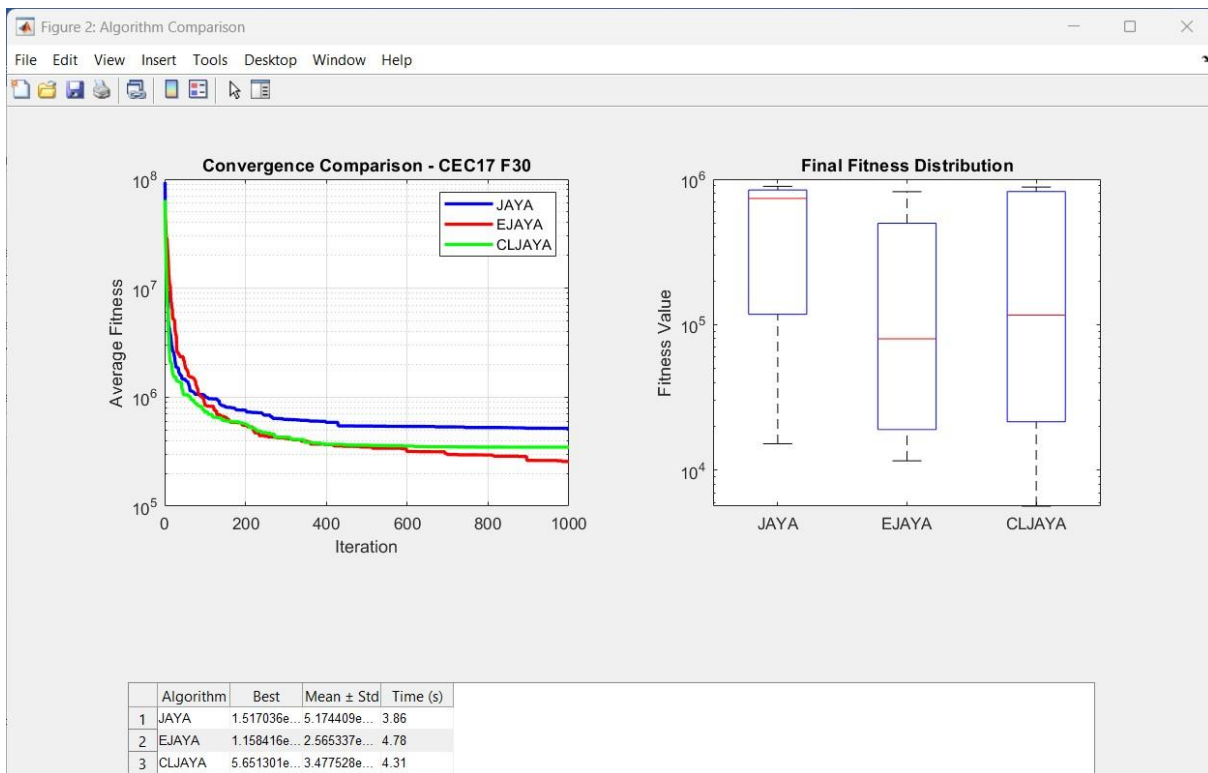 Figure 2: Algorithm Comparison
File Edit View Insert Tools Desktop Window Help
Convergence Comparison - CEC17 F30
10^8
10^7
10^6
10^5
Average Fitness
JAYA
EJAYA
CLJAYA
0 200 400 600 800 1000
Iteration
Final Fitness Distribution
10^6
10^5
10^4
Fitness Value
JAYA EJAYA CLJAYA
Algorithm Best Mean ± Std Time (s)
1 JAYA 1.517036e... 5.174409e... 3.86
2 EJAYA 1.158416e... 2.565337e... 4.78
3 CLJAYA 5.651301e... 3.477528e... 4.31